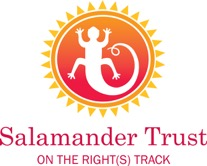 Salamander Trust
ON THE RIGHT(S) TRACK